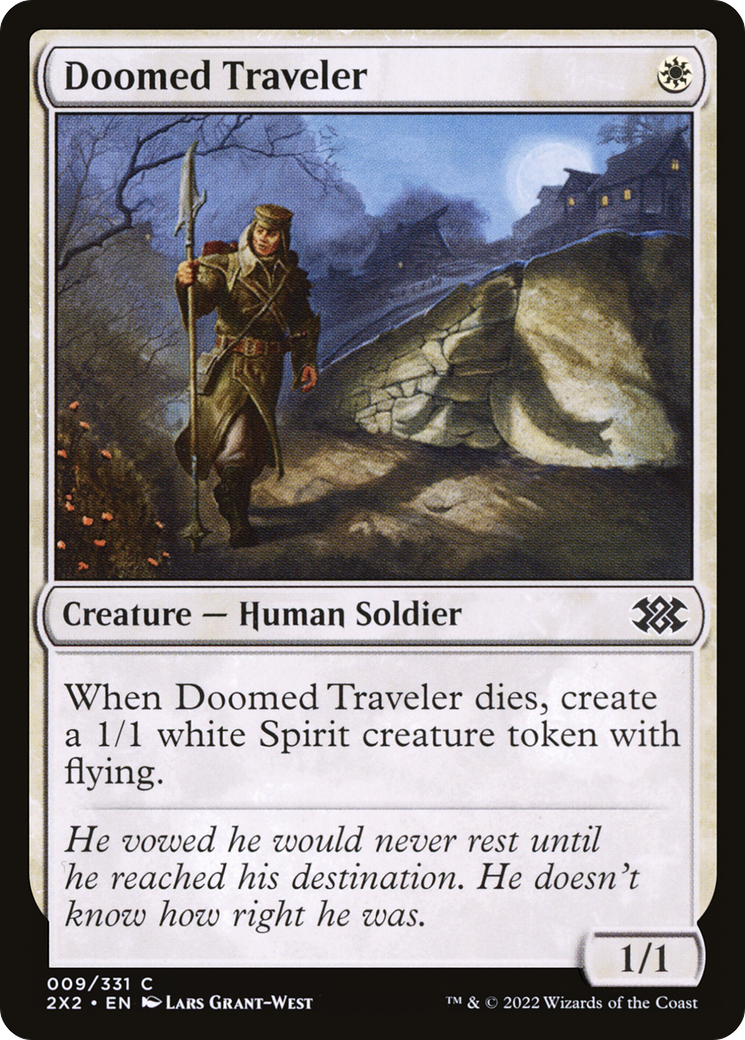 Doomed Traveler
Creature — Human Soldier
When Doomed Traveler dies, create
a 1/1 white Spirit creature token with
flying.
He vowed he would never rest until
he reached his destination. He doesn't
know how right he was.
1/1
009/331 C
2X2 • EN Lars Grant-West
™ & © 2022 Wizards of the Coast